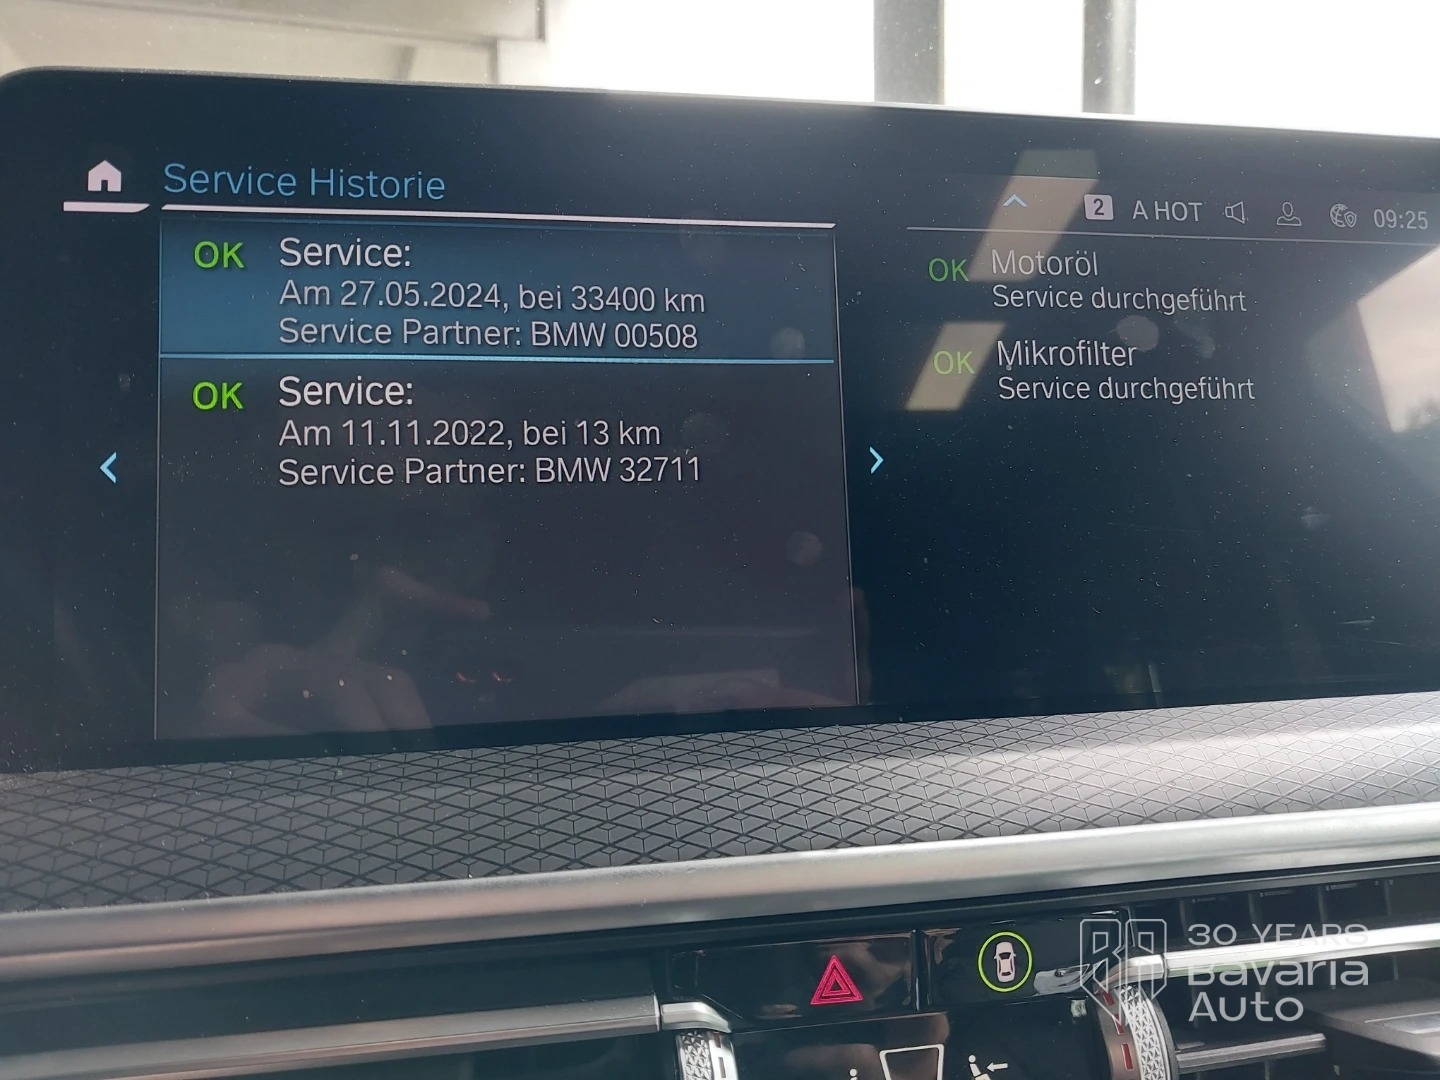 Service Historie
2 A HOT 09:25
OK Service:
Am 27.05.2024, bei 33400 km
Service Partner: BMW 00508
OK Service:
Am 11.11.2022, bei 13 km
Service Partner: BMW 32711
OK Motoröl
Service durchgeführt
OK Mikrofilter
Service durchgeführt
30 YEARS
Bavaria
Auto